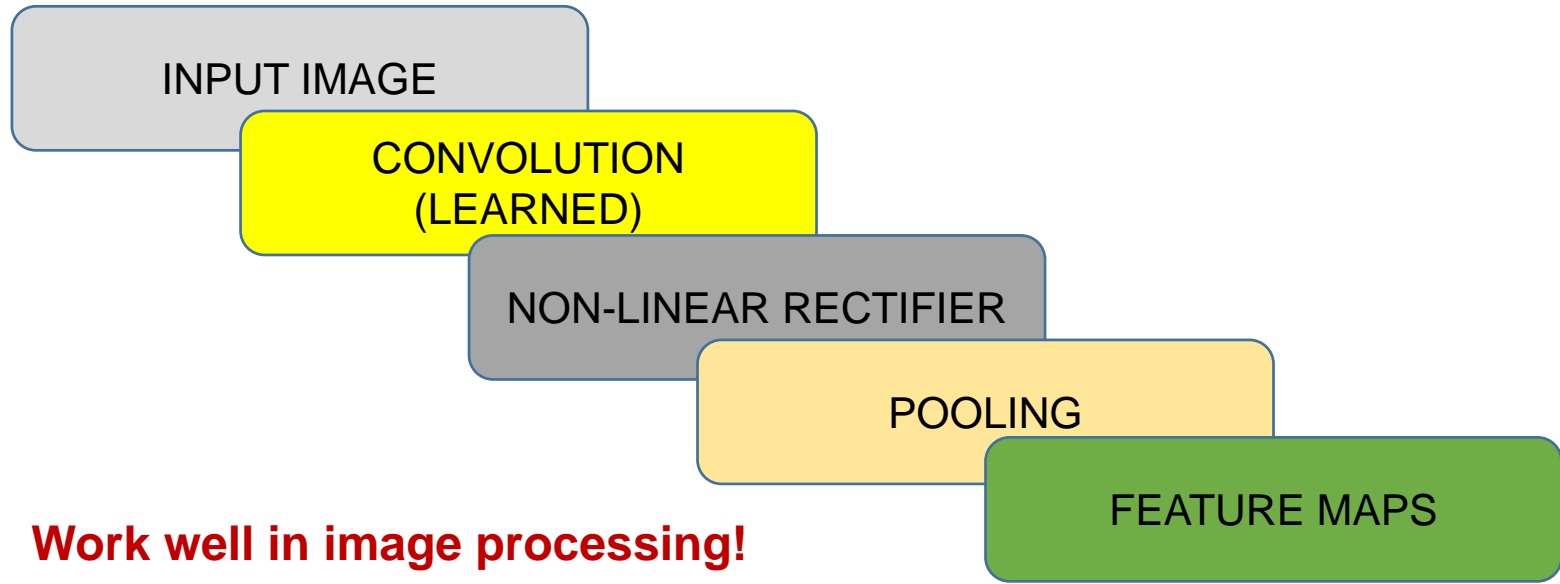 INPUT IMAGE
CONVOLUTION
(LEARNED)
NON-LINEAR RECTIFIER
POOLING
FEATURE MAPS
Work well in image processing!